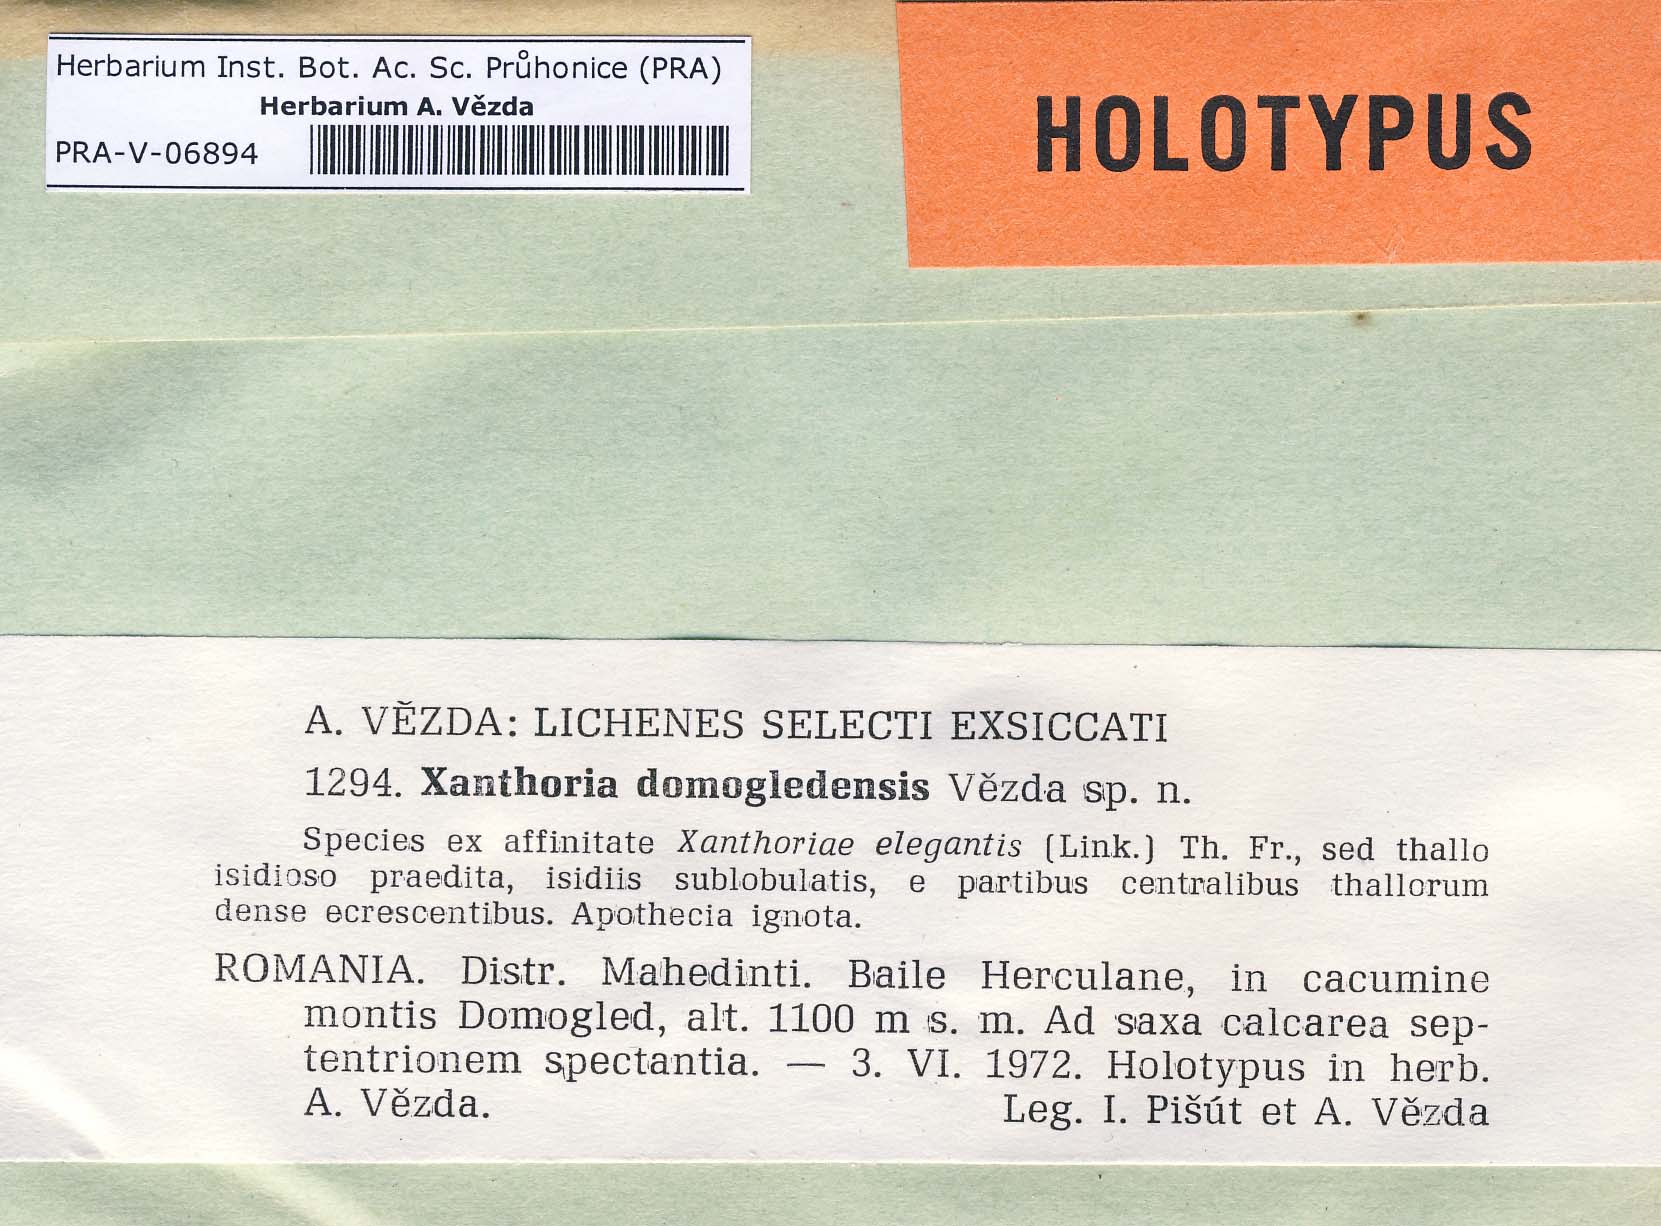 Herbarium Inst. Bot. Ac. Sc. Průhonice (PRA)
Herbarium A. Vězda
PRA-V-06894
HOLOTYPUS
A. VĚZDA: LICHENES SELECTI EXSICCATI
1294. Xanthoria domogledensis Vězda sp. n.
Species ex affinitate Xanthoriae elegantis (Link.) Th. Fr., sed thallo
isidioso praedita, isidiis sublobulatis, e partibus centralibus thallorum
dense ecrescentibus. Apothecia ignota.
ROMANIA. Distr. Mahedinti. Baile Herculane, in cacumine
montis Domogled, alt. 1100 m s. m. Ad saxa calcarea sep-
tentrionem spectantia. — 3. VI. 1972. Holotypus in herb.
A. Vězda. Leg. I. Pišút et A. Vězda